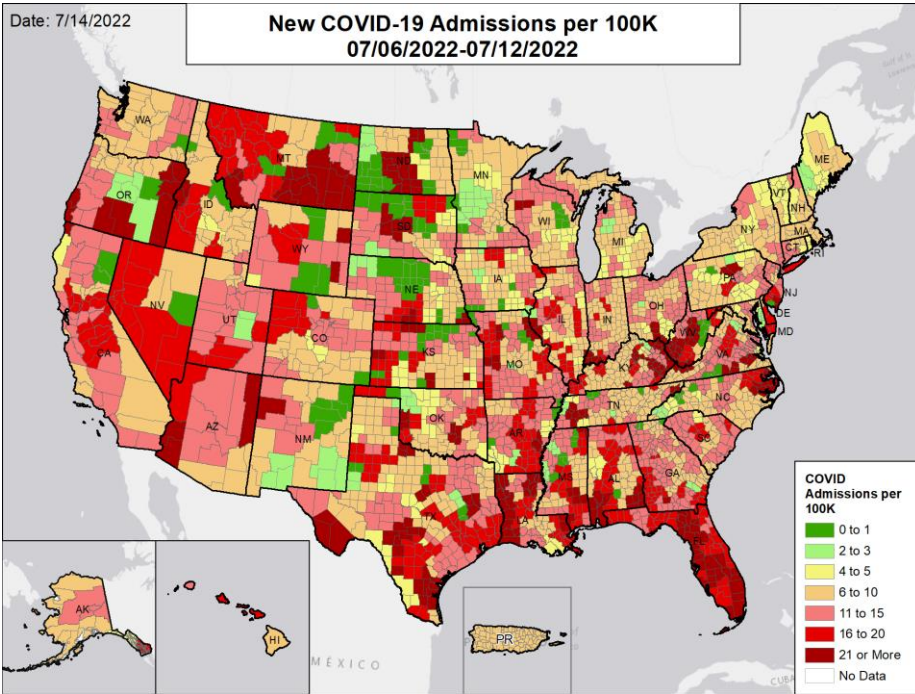 Date: 7/14/2022
New COVID-19 Admissions per 100K
07/06/2022-07/12/2022
WA
MT
ND
MN
ME
OR
ID
SD
WI
MI
VT
NH
NY
MA
CT
RI
WY
IA
NE
PA
NJ
NV
UT
CO
IL
IN
OH
DE
MD
WV
VA
CA
KS
MO
KY
AZ
NM
OK
AR
TN
NC
SC
MS
AL
GA
TX
LA
FL
AK
HI
PR
MÉXICO
CUBA
COVID
Admissions per
100K
0 to 1
2 to 3
4 to 5
6 to 10
11 to 15
16 to 20
21 or More
No Data